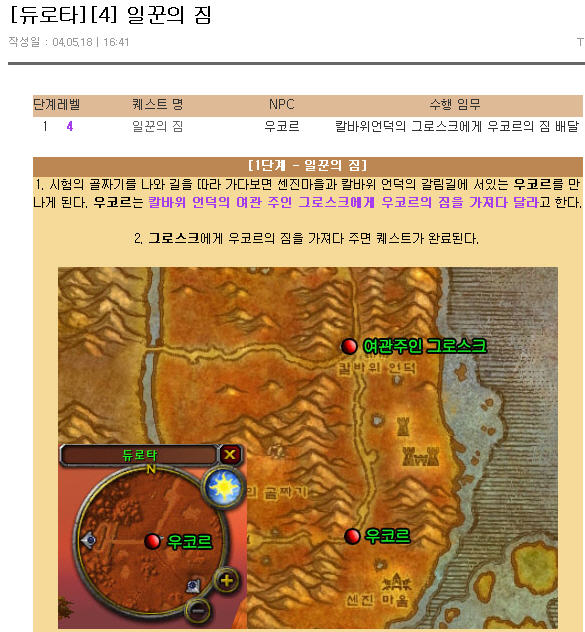 [듀로타][4] 일꾼의 짐
작성일 : 04,05,18 | 16:41
T
단계 레벨 퀘스트 명 NPC 수행 임무
1 4 일꾼의 짐 우코르 칼바위언덕의 그로스크에게 우코르의 짐 배달
[1단계 - 일꾼의 짐]
1. 시험의 골짜기를 나와 길을 따라 가다보면 센진마을과 칼바위 언덕의 갈림길에 서있는 우코르를 만
나게 된다. 우코르는 칼바위 언덕의 여관 주인 그로스크에게 우코르의 짐을 가져다 달라고 한다.
2. 그로스크에게 우코르의 짐을 가져다 주면 퀘스트가 완료된다.
여관주인 그로스크
칼바위 언덕
듀로타
N
의 골짜기
우코르
우코르
센진 마을